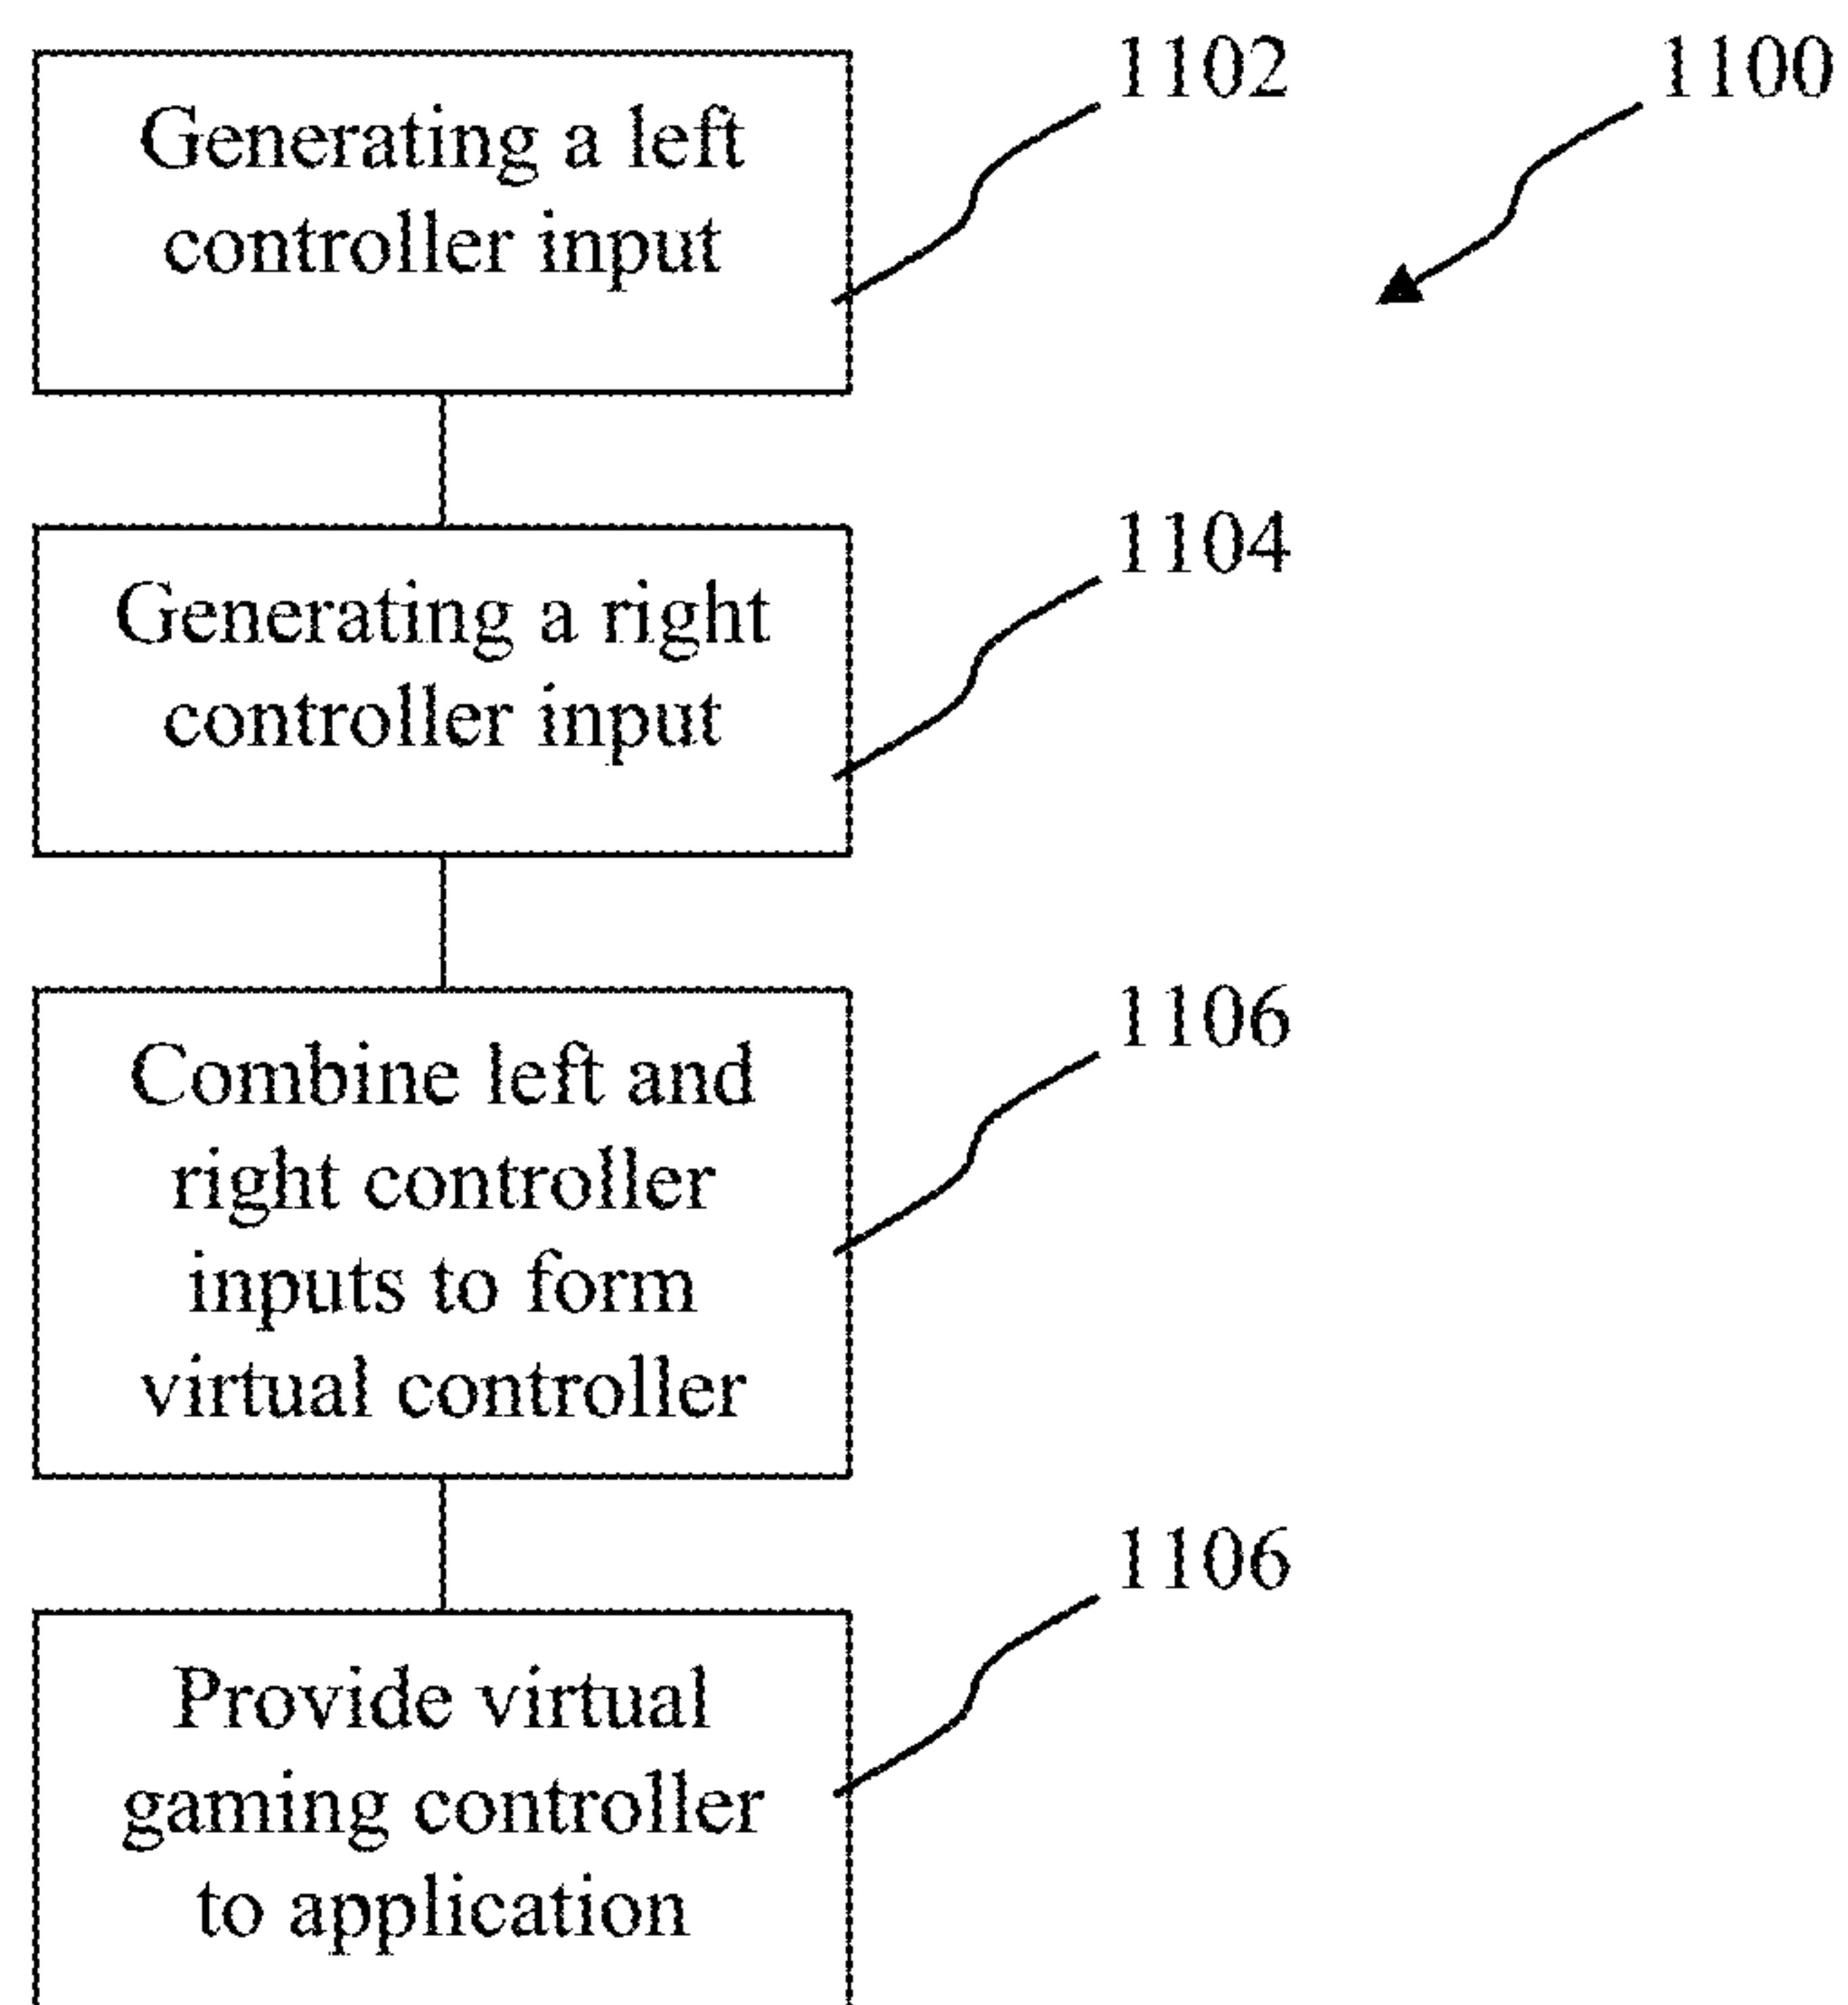 1102
1100
Generating a left
controller input
1104
Generating a right
controller input
1106
Combine left and
right controller
inputs to form
virtual controller
1106
Provide virtual
gaming controller
to application